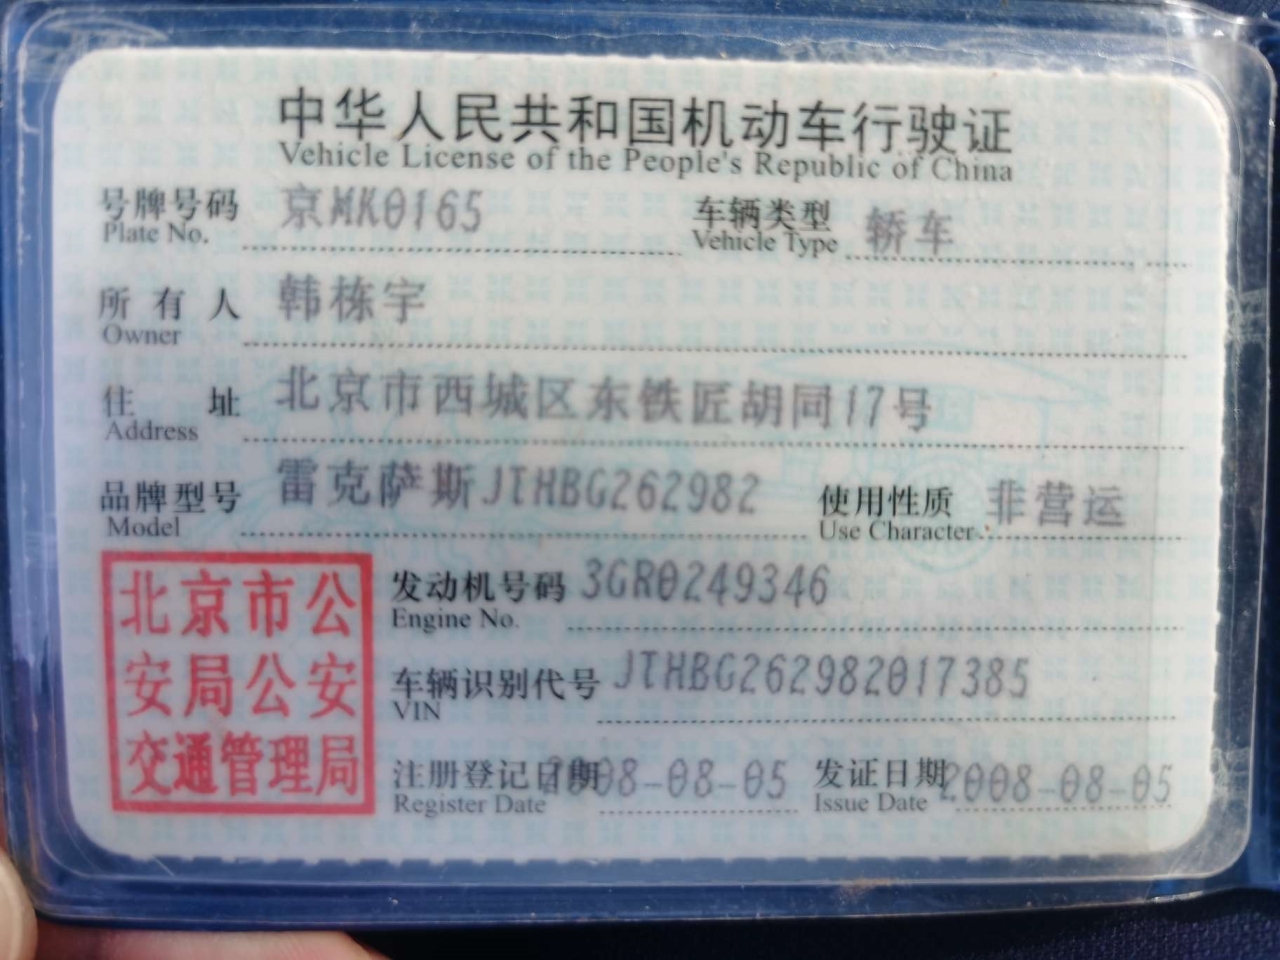 中华人民共和国机动车行驶证
Vehicle License of the People's Republic of China
号牌号码 京MK0165 车辆类型 轿车
Plate No. Vehicle Type
所有人 韩栋宇
Owner
住址 北京市西城区东铁匠胡同17号
Address
品牌型号 雷克萨斯JTHBG262982 使用性质 非营运
Model Use Character
发动机号码 3GR0249346
Engine No.
车辆识别代号 JTHBG262982017385
VIN
注册登记日期 2008-08-05 发证日期 2008-08-05
Register Date Issue Date
北京市公
安局公安
交通管理局